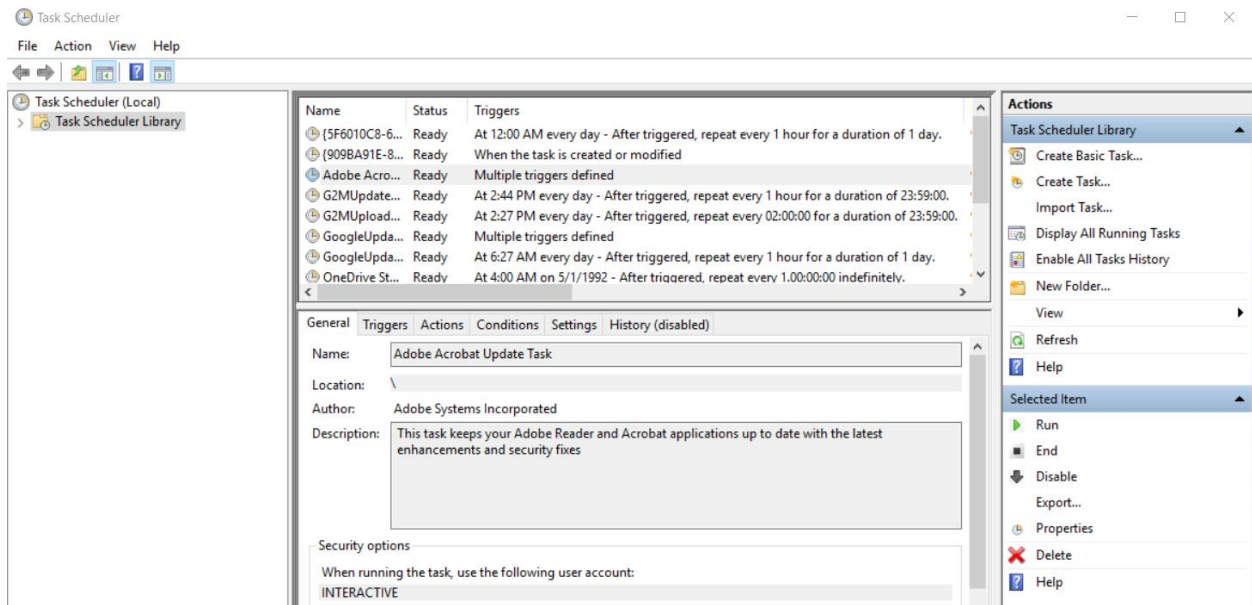 Task Scheduler
File Action View Help
Task Scheduler (Local)
Task Scheduler Library
Name Status Triggers
{5F6010C8-6... Ready At 12:00 AM every day - After triggered, repeat every 1 hour for a duration of 1 day.
{909BA91E-8... Ready When the task is created or modified
Adobe Acro... Ready Multiple triggers defined
G2MUpdate... Ready At 2:44 PM every day - After triggered, repeat every 1 hour for a duration of 23:59:00.
G2MUpload... Ready At 2:27 PM every day - After triggered, repeat every 02:00:00 for a duration of 23:59:00.
GoogleUpda... Ready Multiple triggers defined
GoogleUpda... Ready At 6:27 AM every day - After triggered, repeat every 1 hour for a duration of 1 day.
OneDrive St... Ready At 4:00 AM on 5/1/1992 - After triggered, repeat every 1.00:00:00 indefinitely.
General Triggers Actions Conditions Settings History (disabled)
Name: Adobe Acrobat Update Task
Location: \
Author: Adobe Systems Incorporated
Description: This task keeps your Adobe Reader and Acrobat applications up to date with the latest
enhancements and security fixes
Security options
When running the task, use the following user account:
INTERACTIVE
Actions
Task Scheduler Library
Create Basic Task...
Create Task...
Import Task...
Display All Running Tasks
Enable All Tasks History
New Folder...
View
Refresh
Help
Selected Item
Run
End
Disable
Export...
Properties
Delete
Help